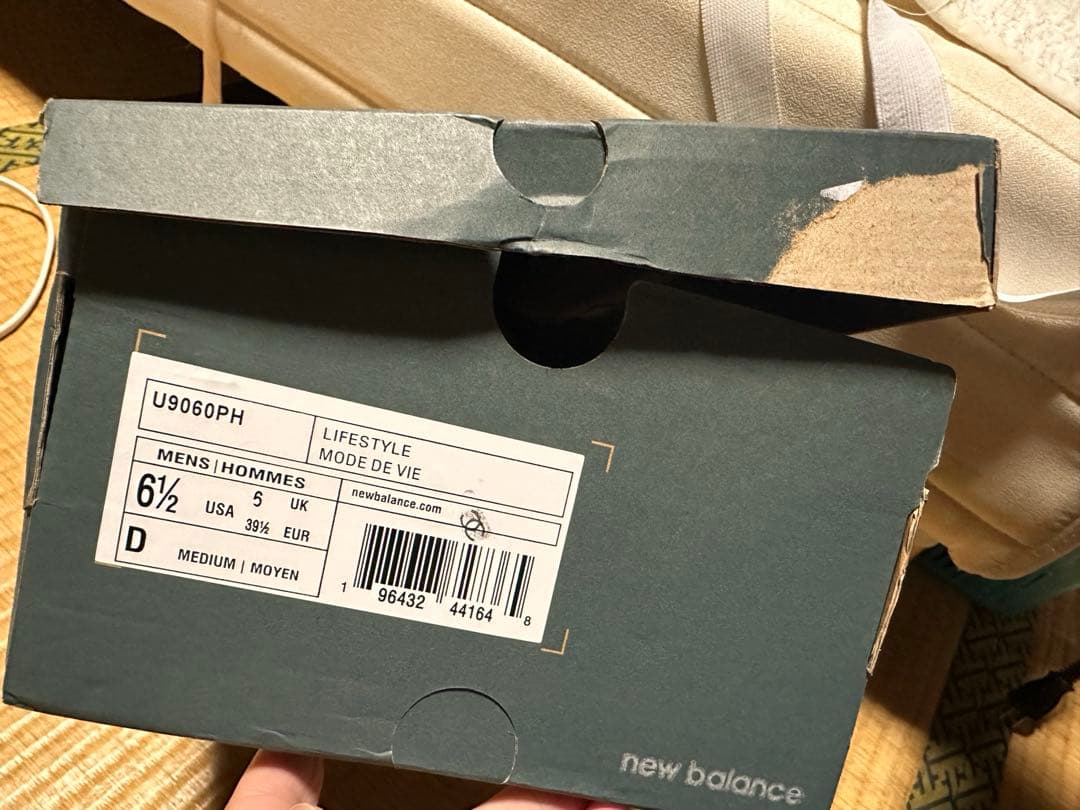 U9060PH
LIFESTYLE
MODE DE VIE
MENS | HOMMES
6½ USA 6 UK
39½ EUR
newbalance.com
D MEDIUM | MOYEN
1 96432 44164 8
new balance